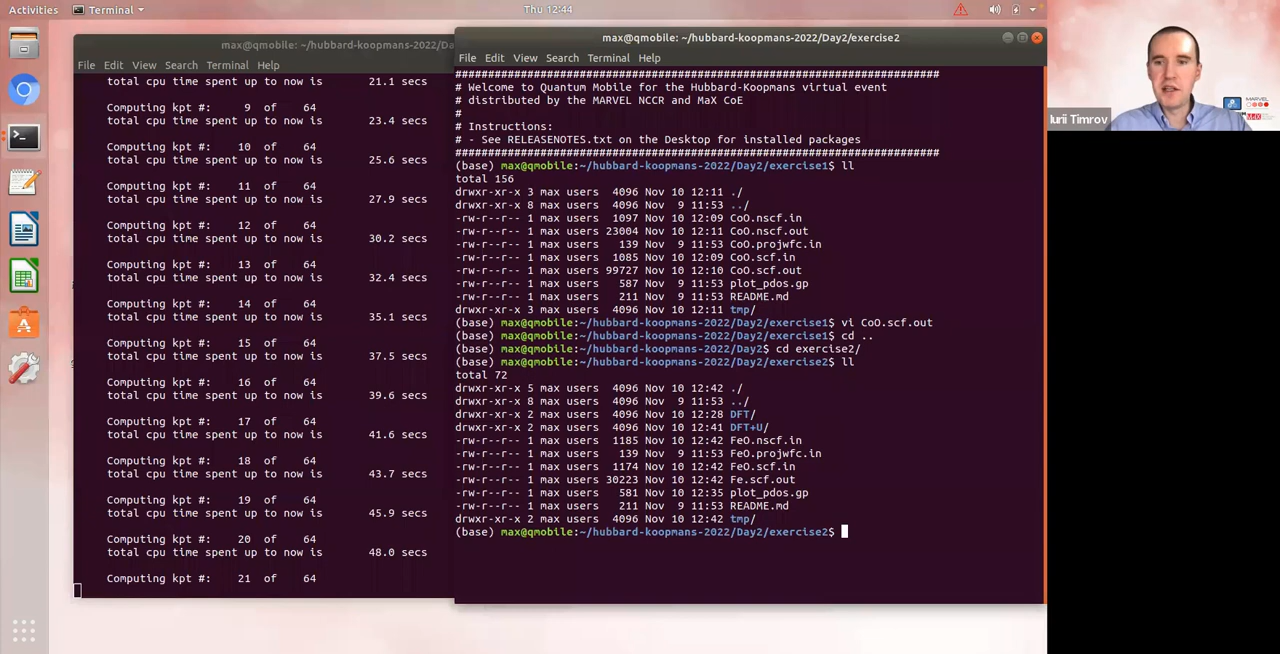 Activities
Terminal
Thu 12:44
max@qmobile: ~/hubbard-koopmans-2022/Da
File Edit View Search Terminal Help
total cpu time spent up to now is 21.1 secs
Computing kpt #: 9 of 64
total cpu time spent up to now is 23.4 secs
Computing kpt #: 10 of 64
total cpu time spent up to now is 25.6 secs
Computing kpt #: 11 of 64
total cpu time spent up to now is 27.9 secs
Computing kpt #: 12 of 64
total cpu time spent up to now is 30.2 secs
Computing kpt #: 13 of 64
total cpu time spent up to now is 32.4 secs
Computing kpt #: 14 of 64
total cpu time spent up to now is 35.1 secs
Computing kpt #: 15 of 64
total cpu time spent up to now is 37.5 secs
Computing kpt #: 16 of 64
total cpu time spent up to now is 39.6 secs
Computing kpt #: 17 of 64
total cpu time spent up to now is 41.6 secs
Computing kpt #: 18 of 64
total cpu time spent up to now is 43.7 secs
Computing kpt #: 19 of 64
total cpu time spent up to now is 45.9 secs
Computing kpt #: 20 of 64
total cpu time spent up to now is 48.0 secs
Computing kpt #: 21 of 64
max@qmobile: ~/hubbard-koopmans-2022/Day2/exercise2
File Edit View Search Terminal Help
##########################################################################
# Welcome to Quantum Mobile for the Hubbard-Koopmans virtual event
# distributed by the MARVEL NCCR and MaX CoE
#
# Instructions:
# - See RELEASENOTES.txt on the Desktop for installed packages
##########################################################################
(base) max@qmobile:~/hubbard-koopmans-2022/Day2/exercise1$ ll
total 156
drwxr-xr-x 3 max users 4096 Nov 10 12:11 ./
drwxr-xr-x 8 max users 4096 Nov 9 11:53 ../
-rw-r--r-- 1 max users 1097 Nov 10 12:09 CoO.nscf.in
-rw-r--r-- 1 max users 23004 Nov 10 12:11 CoO.nscf.out
-rw-r--r-- 1 max users 139 Nov 9 11:53 CoO.projwfc.in
-rw-r--r-- 1 max users 1085 Nov 10 12:09 CoO.scf.in
-rw-r--r-- 1 max users 99727 Nov 10 12:10 CoO.scf.out
-rw-r--r-- 1 max users 587 Nov 9 11:53 plot_pdos.gp
-rw-r--r-- 1 max users 211 Nov 9 11:53 README.md
drwxr-xr-x 3 max users 4096 Nov 10 12:11 tmp/
(base) max@qmobile:~/hubbard-koopmans-2022/Day2/exercise1$ vi CoO.scf.out
(base) max@qmobile:~/hubbard-koopmans-2022/Day2/exercise1$ cd ..
(base) max@qmobile:~/hubbard-koopmans-2022/Day2$ cd exercise2/
(base) max@qmobile:~/hubbard-koopmans-2022/Day2/exercise2$ ll
total 72
drwxr-xr-x 5 max users 4096 Nov 10 12:42 ./
drwxr-xr-x 8 max users 4096 Nov 9 11:53 ../
drwxr-xr-x 2 max users 4096 Nov 10 12:28 DFT/
drwxr-xr-x 2 max users 4096 Nov 10 12:41 DFT+U/
-rw-r--r-- 1 max users 1185 Nov 10 12:42 FeO.nscf.in
-rw-r--r-- 1 max users 139 Nov 9 11:53 FeO.projwfc.in
-rw-r--r-- 1 max users 1174 Nov 10 12:42 FeO.scf.in
-rw-r--r-- 1 max users 30223 Nov 10 12:42 Fe.scf.out
-rw-r--r-- 1 max users 581 Nov 10 12:35 plot_pdos.gp
-rw-r--r-- 1 max users 211 Nov 9 11:53 README.md
drwxr-xr-x 2 max users 4096 Nov 10 12:42 tmp/
(base) max@qmobile:~/hubbard-koopmans-2022/Day2/exercise2$
Iurii Timrov
MARVEL